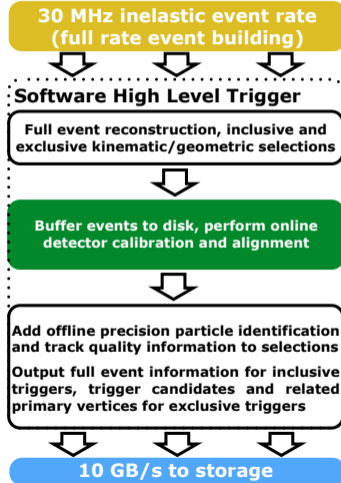 30 MHz inelastic event rate
(full rate event building)
Software High Level Trigger
Full event reconstruction, inclusive and
exclusive kinematic/geometric selections
Buffer events to disk, perform online
detector calibration and alignment
Add offline precision particle identification
and track quality information to selections
Output full event information for inclusive
triggers, trigger candidates and related
primary vertices for exclusive triggers
10 GB/s to storage